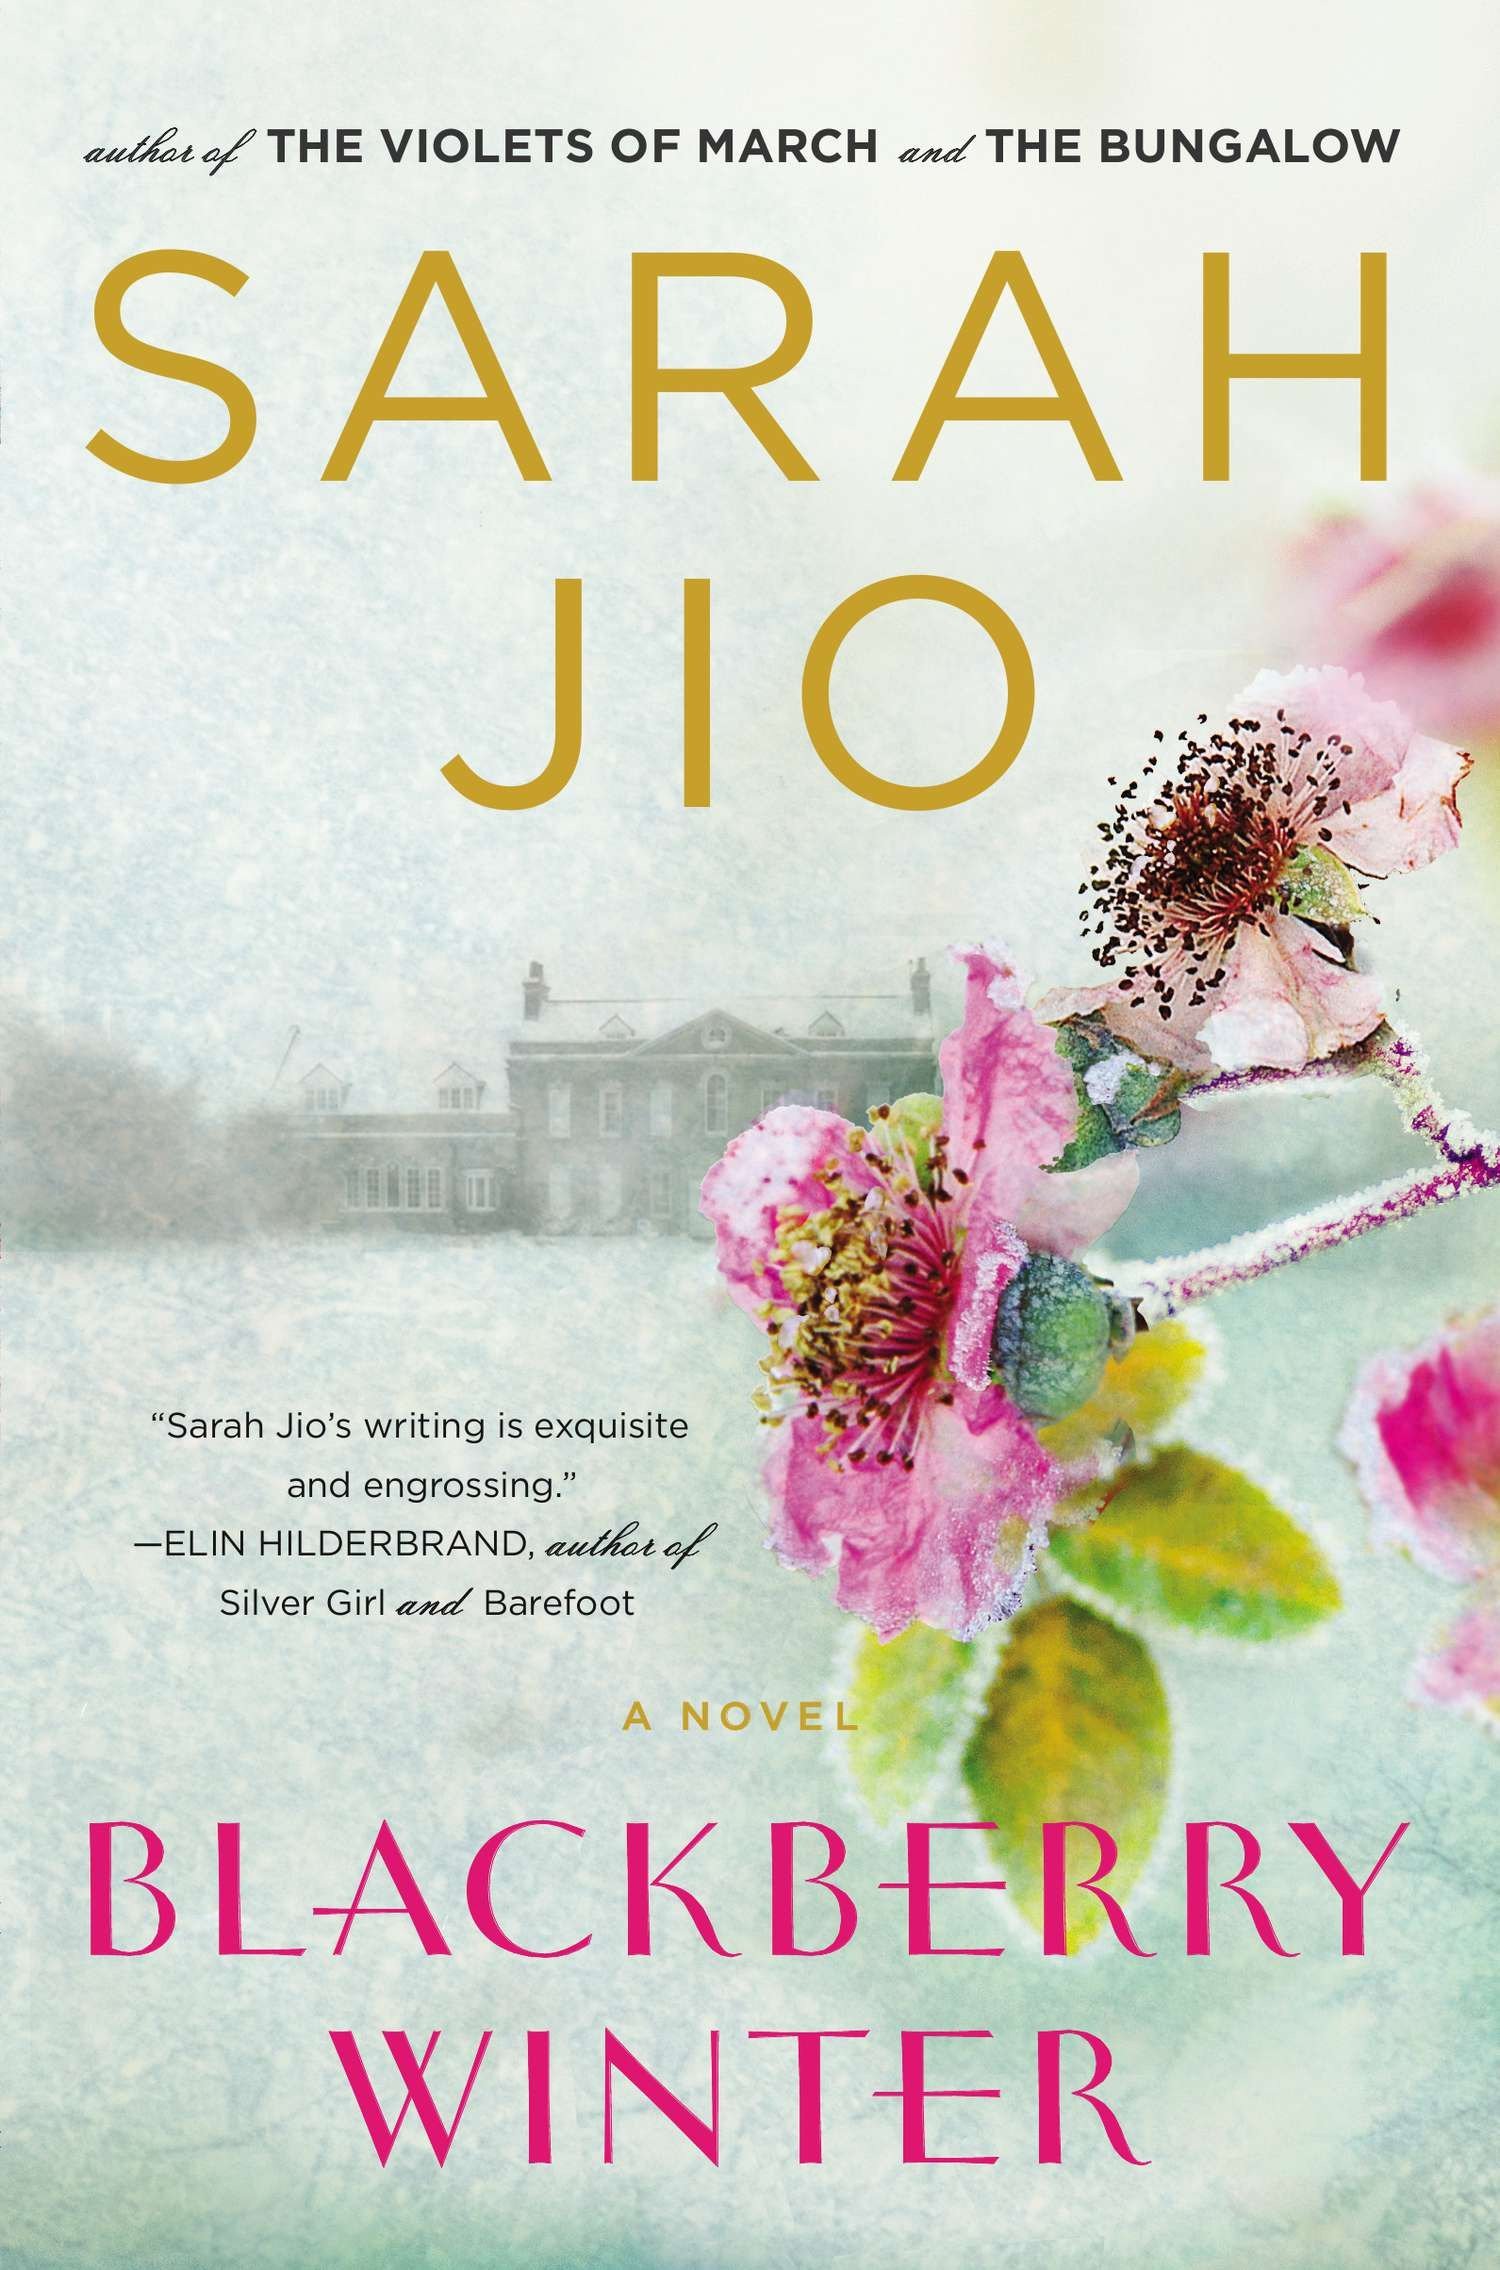 author of THE VIOLETS OF MARCH and THE BUNGALOW
SARAH
JIO
“Sarah Jio’s writing is exquisite
and engrossing.”
—ELIN HILDERBRAND, author of
Silver Girl and Barefoot
A NOVEL
BLACKBERRY
WINTER